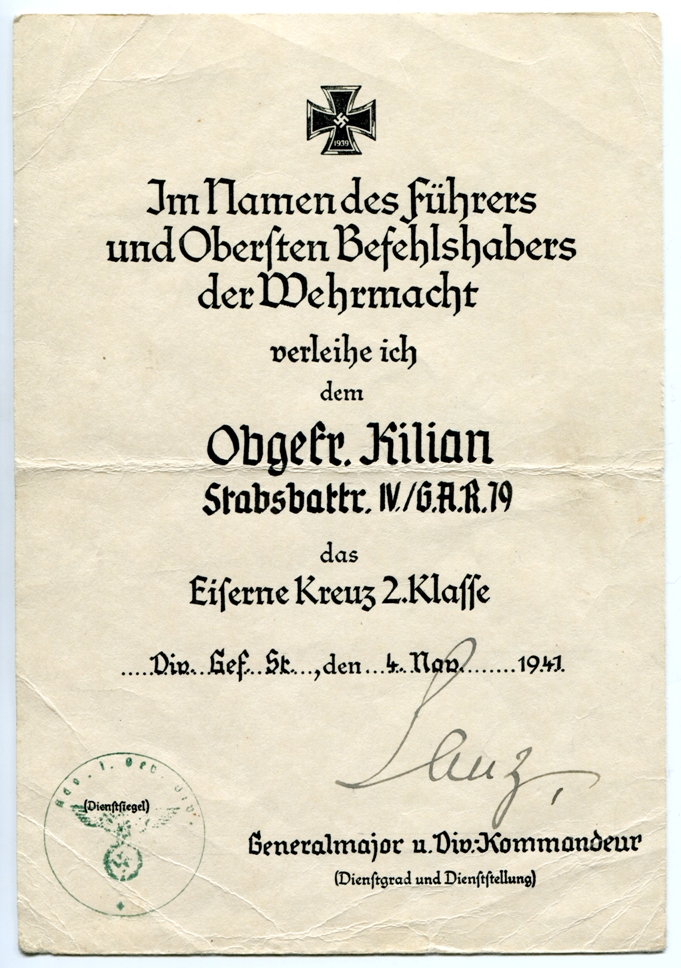 1939
Im Namen des Führers
und Oberſten Befehlshabers
der Wehrmacht
verleihe ich
dem
Obgefr. Kilian
Stabsbattr. IV./G.A.R.79
das
Eiſerne Kreuz 2.Klaſſe
.....Div. Gef. St...., den...4. Nov........ 1941.
Lanz,
(Dienſtſiegel)
1. Geb.
Generalmajor u. Div.-Kommandeur
(Dienſtgrad und Dienſtſtellung)